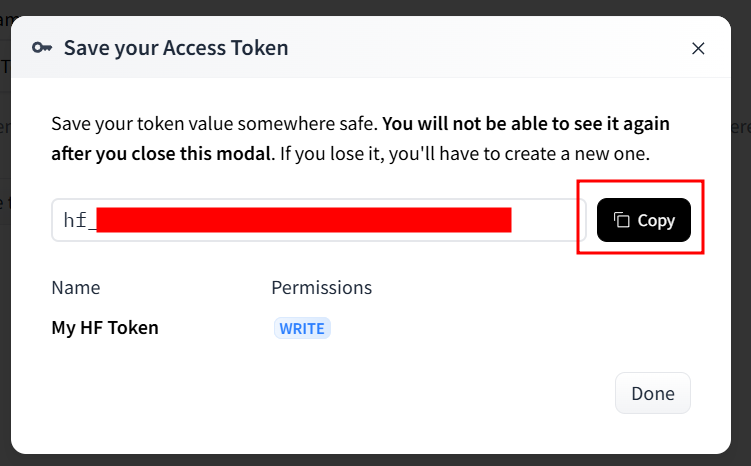 Save your Access Token
Save your token value somewhere safe. You will not be able to see it again
after you close this modal. If you lose it, you'll have to create a new one.
hf_
Copy
Name Permissions
My HF Token WRITE
Done